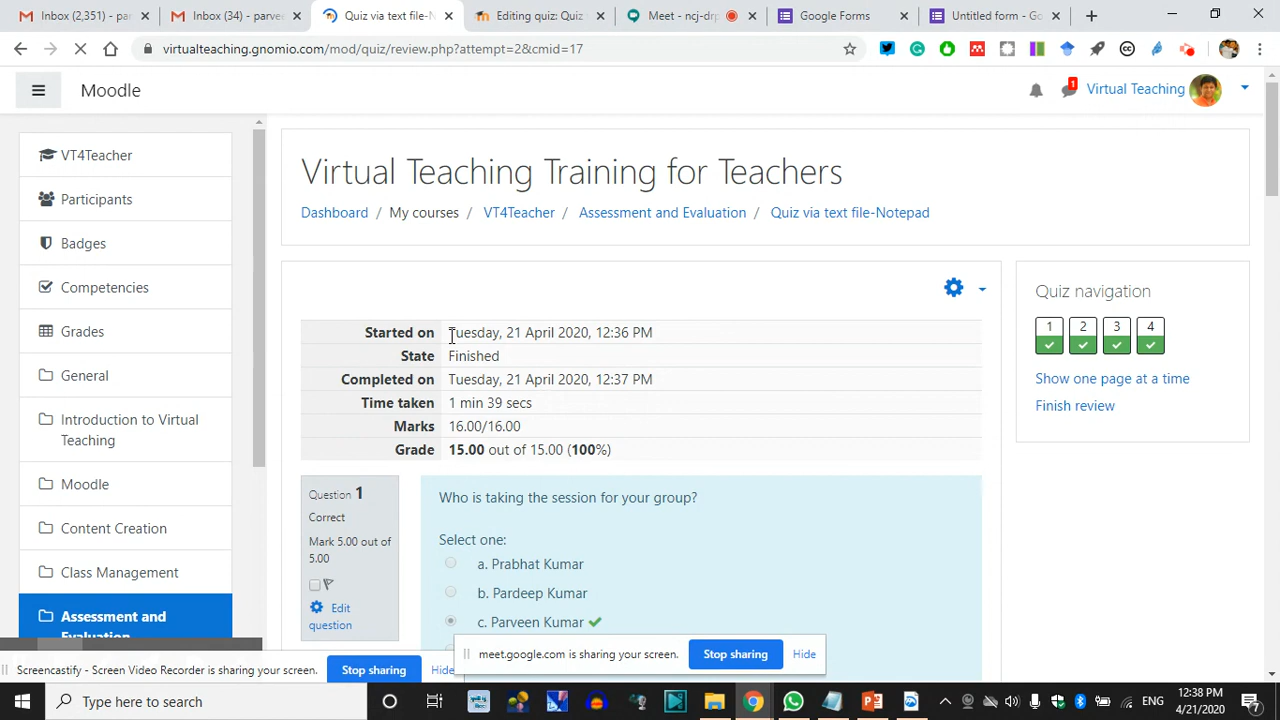 Inbox (2,351) - par
Inbox (34) - parvee
Quiz via text file-N
Editing quiz: Quiz
Meet - ncj-drp
Google Forms
Untitled form - Go
virtualteaching.gnomio.com/mod/quiz/review.php?attempt=2&cmid=17
Moodle
1
Virtual Teaching
VT4Teacher
Participants
Badges
Competencies
Grades
General
Introduction to Virtual
Teaching
Moodle
Content Creation
Class Management
Assessment and
Evaluation
Virtual Teaching Training for Teachers
Dashboard / My courses / VT4Teacher / Assessment and Evaluation / Quiz via text file-Notepad
Started on Tuesday, 21 April 2020, 12:36 PM
State Finished
Completed on Tuesday, 21 April 2020, 12:37 PM
Time taken 1 min 39 secs
Marks 16.00/16.00
Grade 15.00 out of 15.00 (100%)
Question 1
Correct
Mark 5.00 out of
5.00
Edit
question
Who is taking the session for your group?
Select one:
a. Prabhat Kumar
b. Pardeep Kumar
c. Parveen Kumar
Quiz navigation
1 2 3 4
Show one page at a time
Finish review
Screencastify - Screen Video Recorder is sharing your screen. Stop sharing Hide
meet.google.com is sharing your screen. Stop sharing Hide
Type here to search
ENG
12:38 PM
4/21/2020